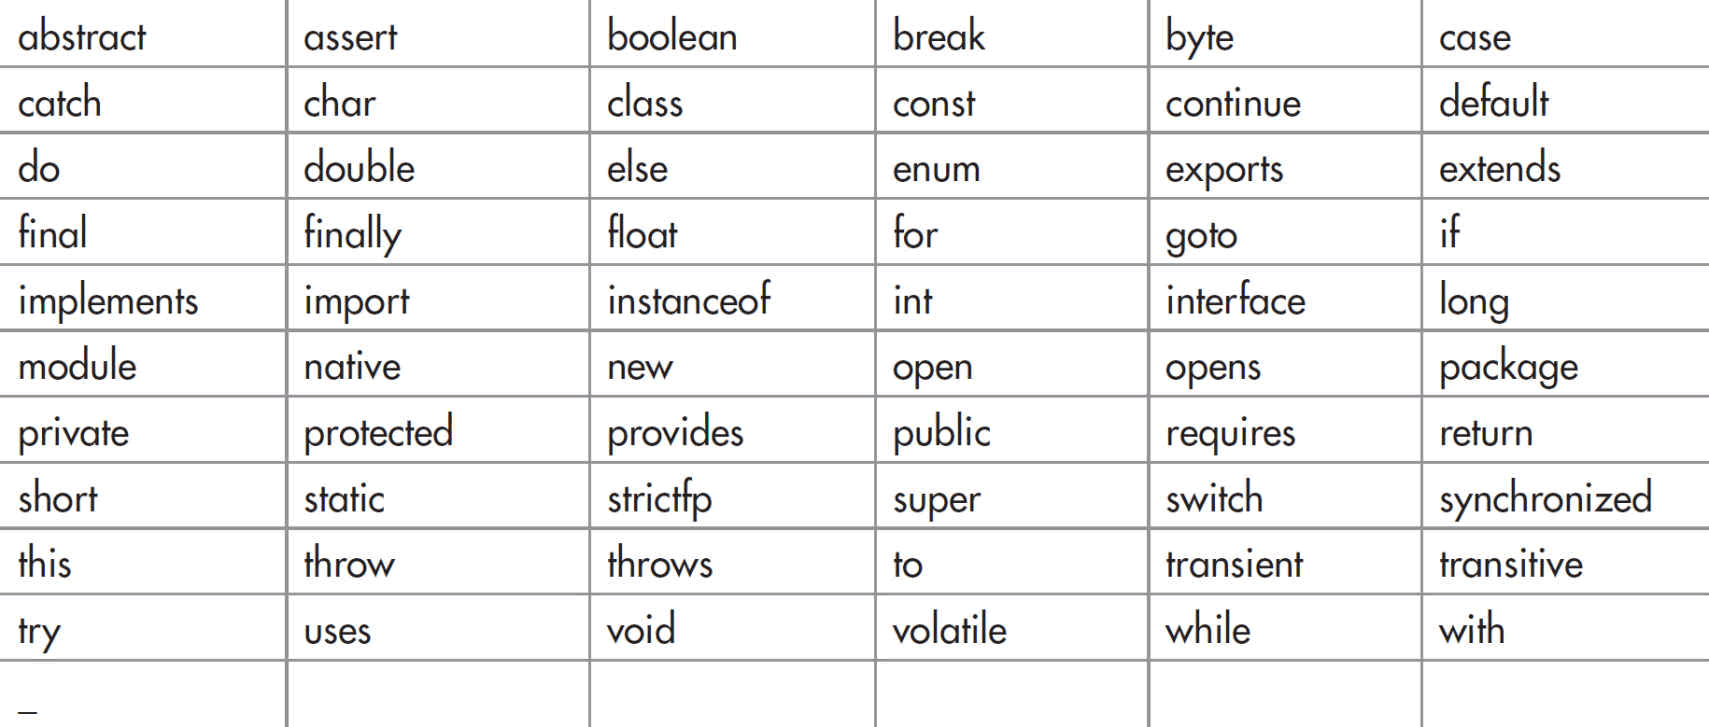 abstract assert boolean break byte case
catch char class const continue default
do double else enum exports extends
final finally float for goto if
implements import instanceof int interface long
module native new open opens package
private protected provides public requires return
short static strictfp super switch synchronized
this throw throws to transient transitive
try uses void volatile while with
_